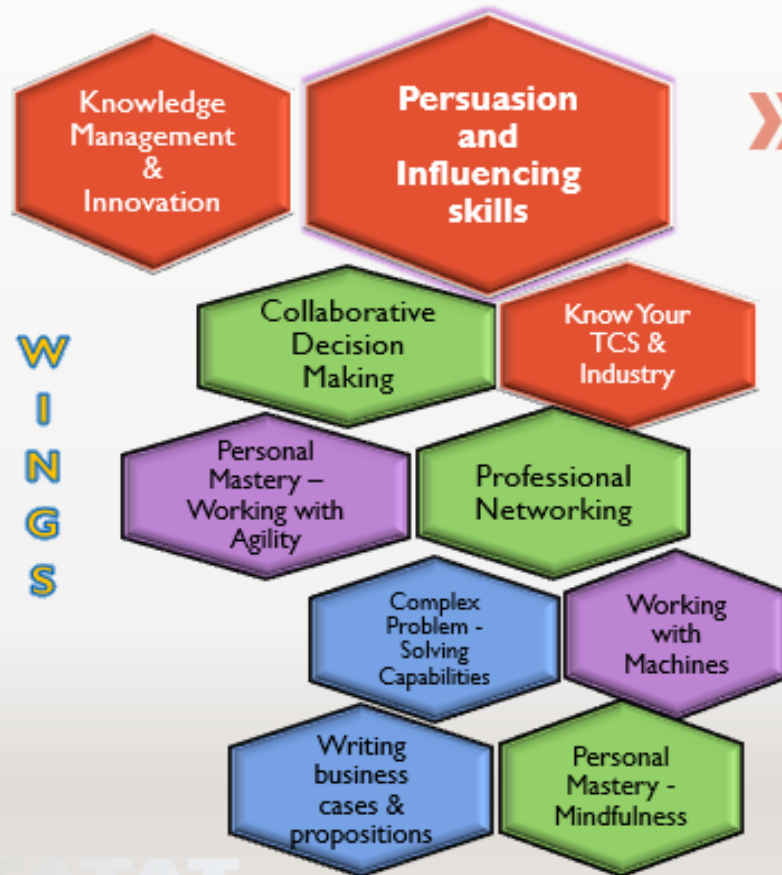 Knowledge
Management
&
Innovation
Persuasion
and
Influencing
skills
Collaborative
Decision
Making
Know Your
TCS &
Industry
W
I
N
G
S
Personal
Mastery –
Working with
Agility
Professional
Networking
Complex
Problem -
Solving
Capabilities
Working
with
Machines
Writing
business
cases &
propositions
Personal
Mastery -
Mindfulness